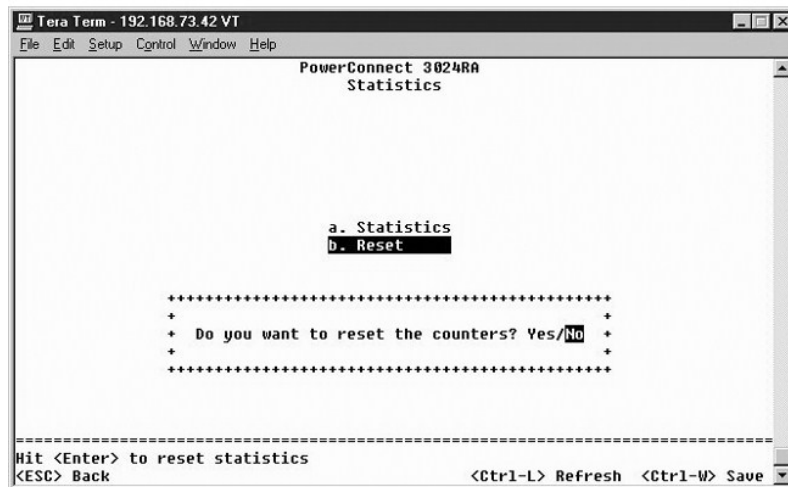 Tera Term - 192.168.73.42 VT
File Edit Setup Control Window Help
PowerConnect 3024RA
Statistics
a. Statistics
b. Reset
+++++++++++++++++++++++++++++++++++++++++++++++
+ +
+ Do you want to reset the counters? Yes/No +
+ +
+++++++++++++++++++++++++++++++++++++++++++++++
================================================================================
Hit <Enter> to reset statistics
<ESC> Back <Ctrl-L> Refresh <Ctrl-W> Save